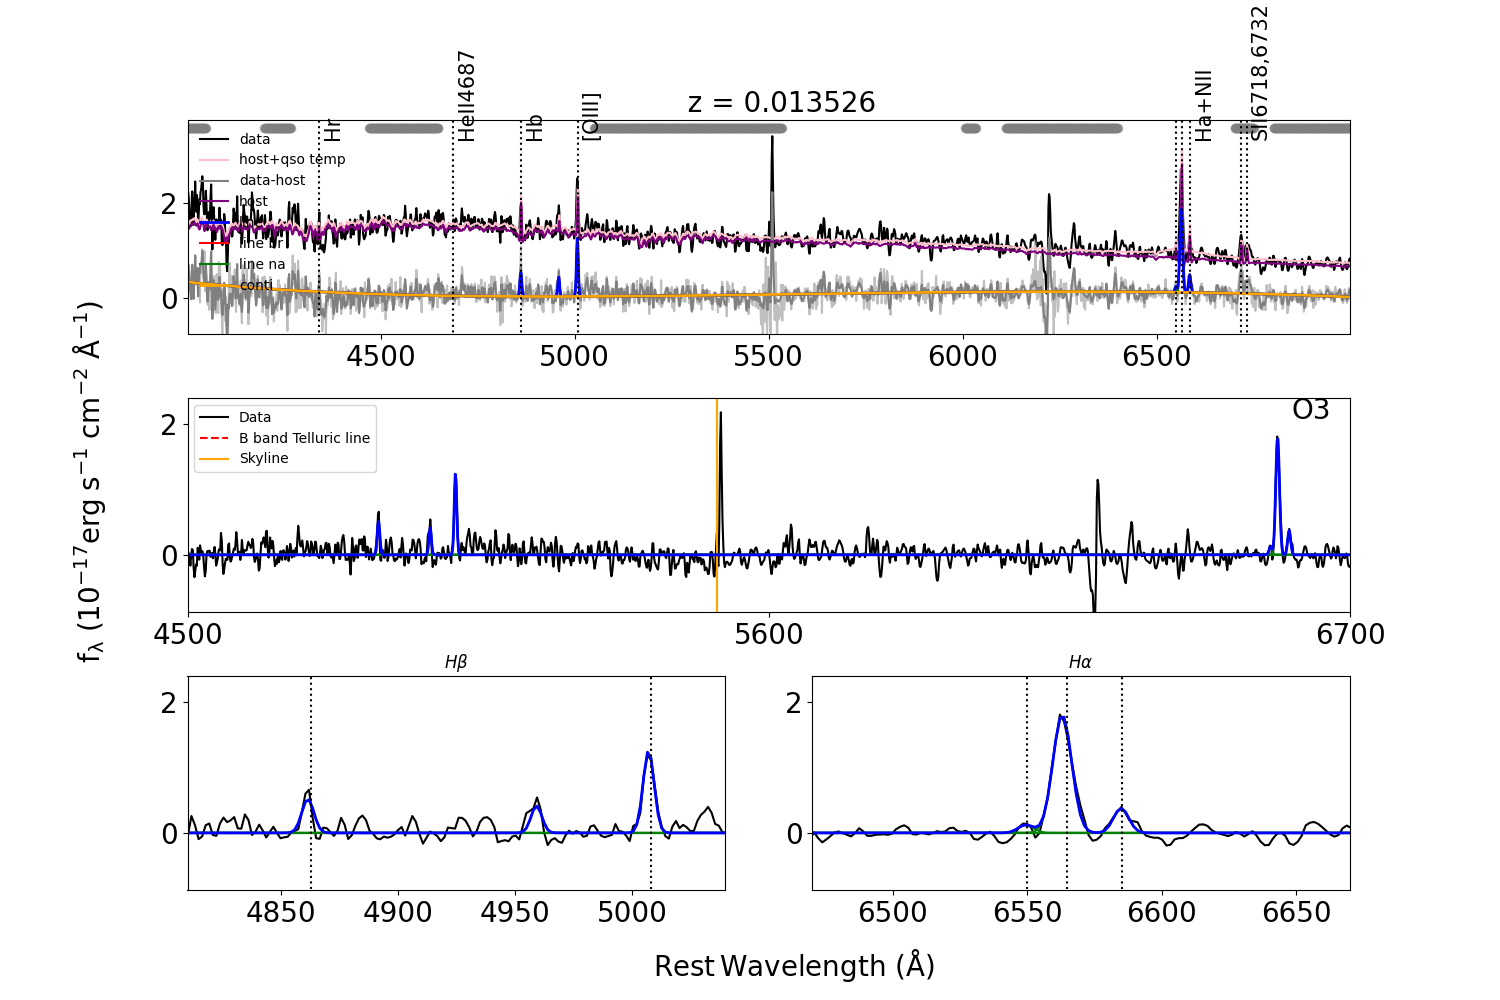 z = 0.013526
Hr
HeII4687
Hb
[OIII]
Ha+NII
SII6718,6732
data
host+qso temp
data-host
host
line br
line na
conti
2
0
4500
5000
5500
6000
6500
fλ (10⁻¹⁷erg s⁻¹ cm⁻² Å⁻¹)
O3
Data
B band Telluric line
Skyline
2
0
4500
5600
6700
Hβ
2
0
4850
4900
4950
5000
Hα
2
0
6500
6550
6600
6650
Rest Wavelength (Å)